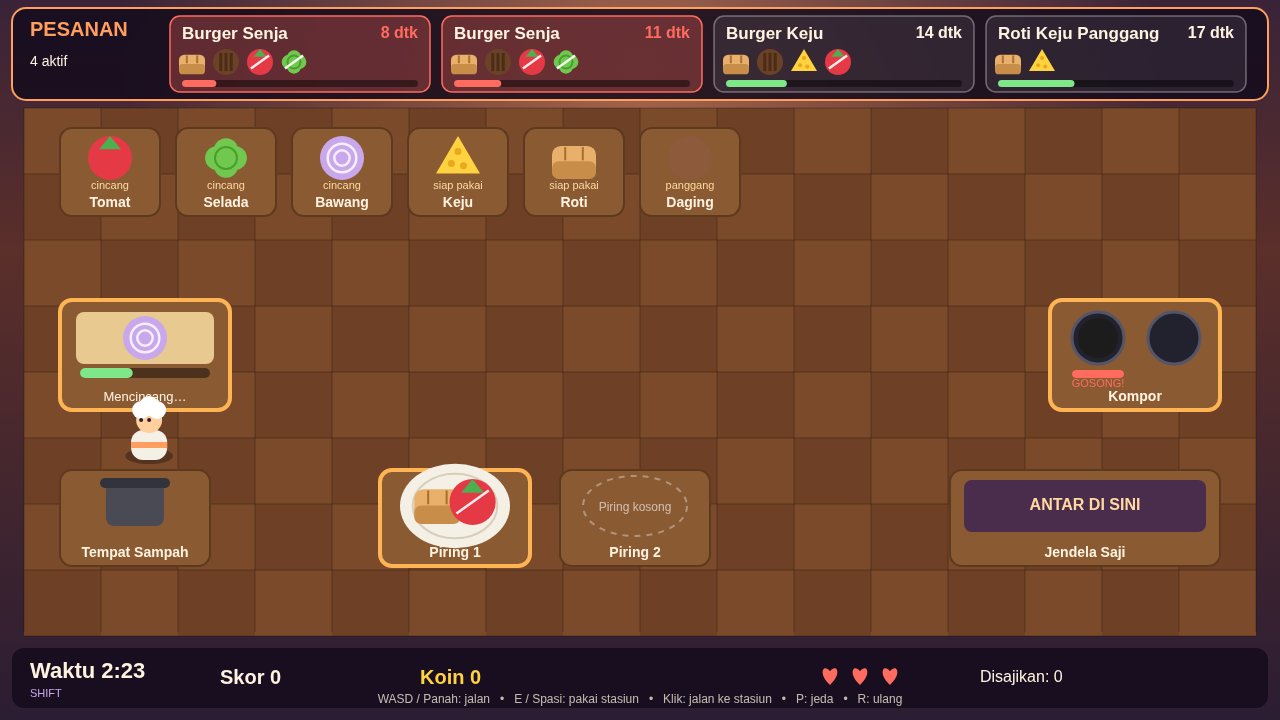 PESANAN
4 aktif
Burger Senja 8 dtk
Burger Senja 11 dtk
Burger Keju 14 dtk
Roti Keju Panggang 17 dtk
cincang
Tomat
cincang
Selada
cincang
Bawang
siap pakai
Keju
siap pakai
Roti
panggang
Daging
Mencincang…
GOSONG!
Kompor
Tempat Sampah
Piring 1
Piring kosong
Piring 2
ANTAR DI SINI
Jendela Saji
Waktu 2:23
SHIFT
Skor 0
Koin 0
Disajikan: 0
WASD / Panah: jalan • E / Spasi: pakai stasiun • Klik: jalan ke stasiun • P: jeda • R: ulang